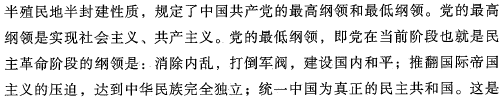 半殖民地半封建性质，规定了中国共产党的最高纲领和最低纲领。党的最高
纲领是实现社会主义、共产主义。党的最低纲领，即党在当前阶段也就是民
主革命阶段的纲领是：消除内乱，打倒军阀，建设国内和平；推翻国际帝国
主义的压迫，达到中华民族完全独立；统一中国为真正的民主共和国。这是